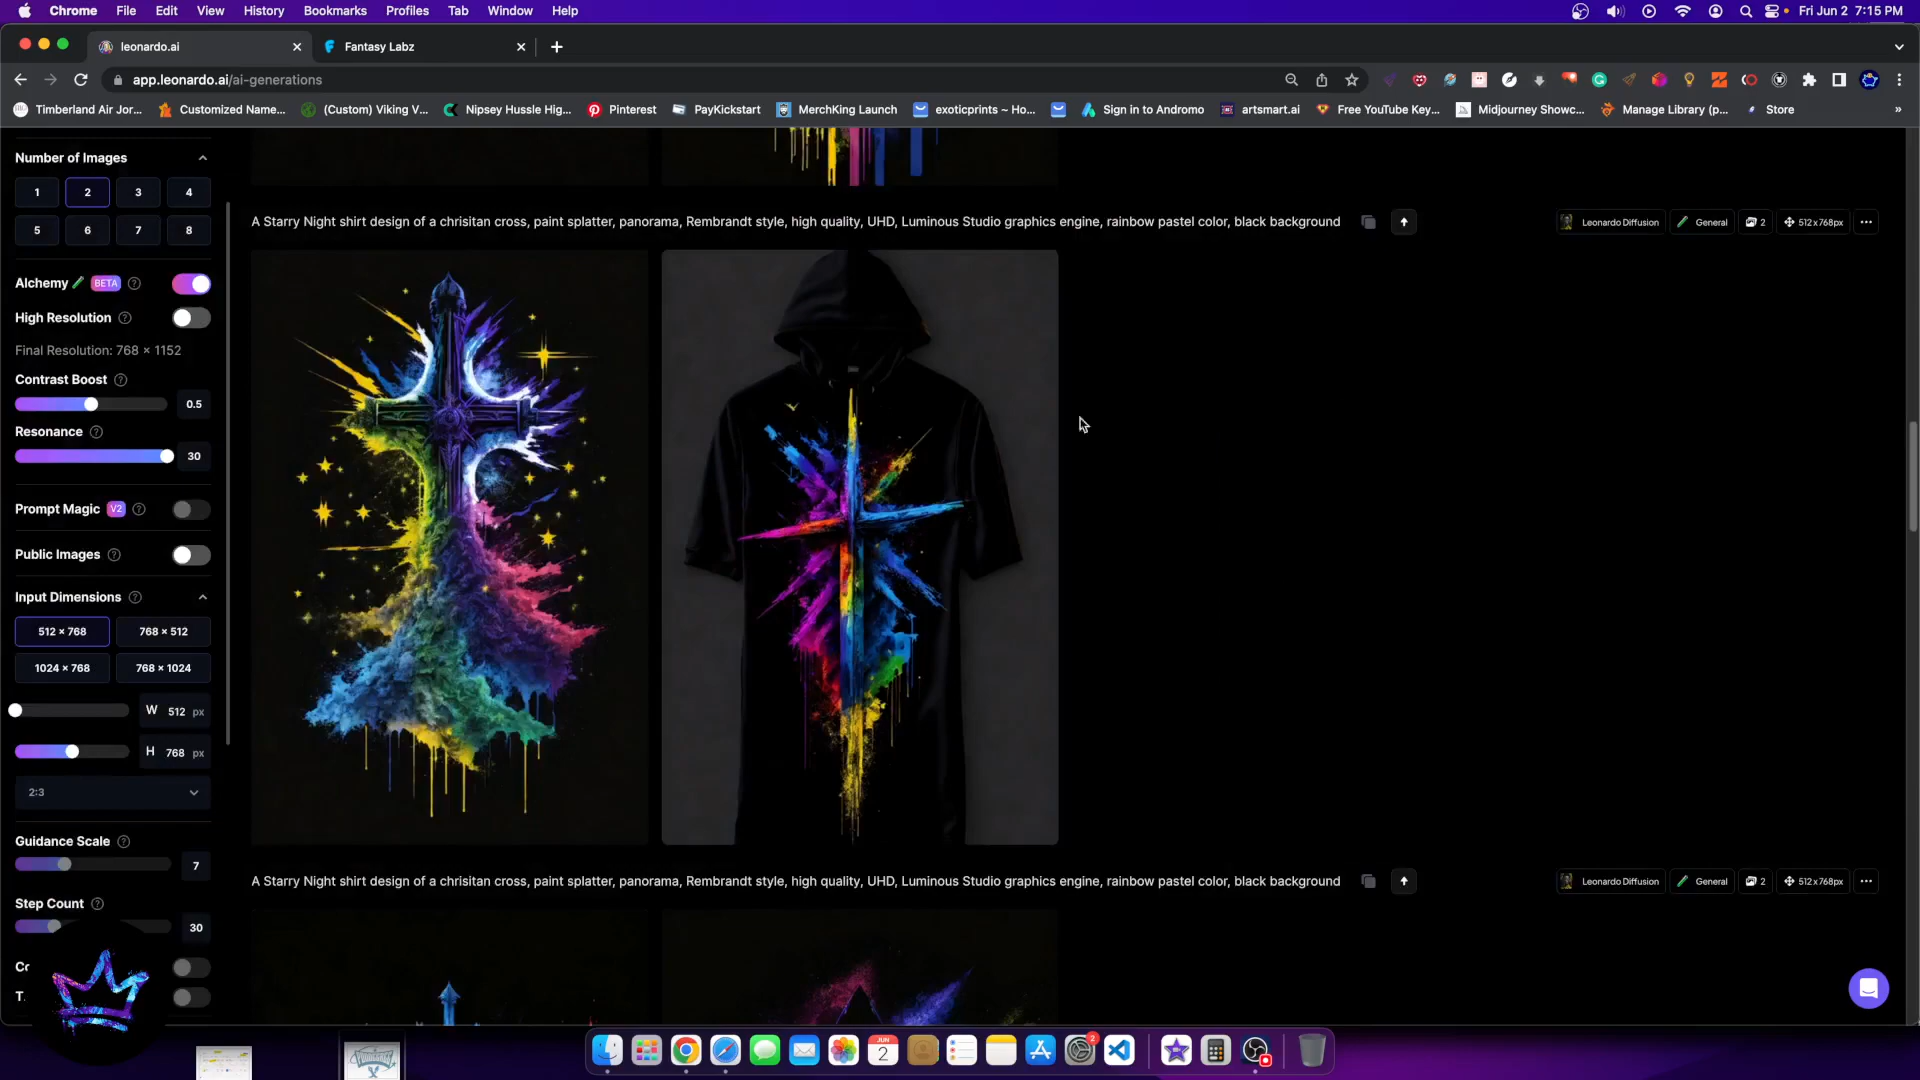 Chrome File Edit View History Bookmarks Profiles Tab Window Help Fri Jun 2 7:15 PM
leonardo.ai Fantasy Labz
app.leonardo.ai/ai-generations
Timberland Air Jor... Customized Name... (Custom) Viking V... Nipsey Hussle Hig... Pinterest PayKickstart MerchKing Launch exoticprints ~ Ho... Sign in to Andromo artsmart.ai Free YouTube Key... Midjourney Showc... Manage Library (p... Store »
Number of Images
1 2 3 4
5 6 7 8
A Starry Night shirt design of a chrisitan cross, paint splatter, panorama, Rembrandt style, high quality, UHD, Luminous Studio graphics engine, rainbow pastel color, black background
Leonardo Diffusion General 2 512x768px
Alchemy BETA
High Resolution
Final Resolution: 768 × 1152
Contrast Boost
0.5
Resonance
30
Prompt Magic V2
Public Images
Input Dimensions
512 × 768 768 × 512
1024 × 768 768 × 1024
W 512 px
H 768 px
2:3
Guidance Scale
7
A Starry Night shirt design of a chrisitan cross, paint splatter, panorama, Rembrandt style, high quality, UHD, Luminous Studio graphics engine, rainbow pastel color, black background
Leonardo Diffusion General 2 512x768px
Step Count
30
JUN
2
2